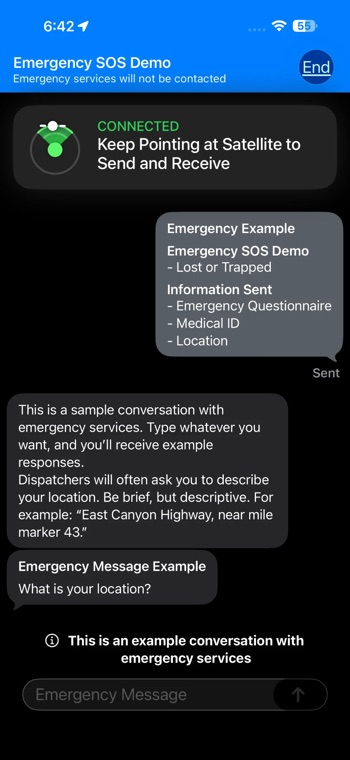 6:42
55
Emergency SOS Demo
Emergency services will not be contacted
End
CONNECTED
Keep Pointing at Satellite to
Send and Receive
Emergency Example
Emergency SOS Demo
- Lost or Trapped
Information Sent
- Emergency Questionnaire
- Medical ID
- Location
Sent
This is a sample conversation with
emergency services. Type whatever you
want, and you’ll receive example
responses.
Dispatchers will often ask you to describe
your location. Be brief, but descriptive. For
example: “East Canyon Highway, near mile
marker 43.”
Emergency Message Example
What is your location?
This is an example conversation with
emergency services
Emergency Message